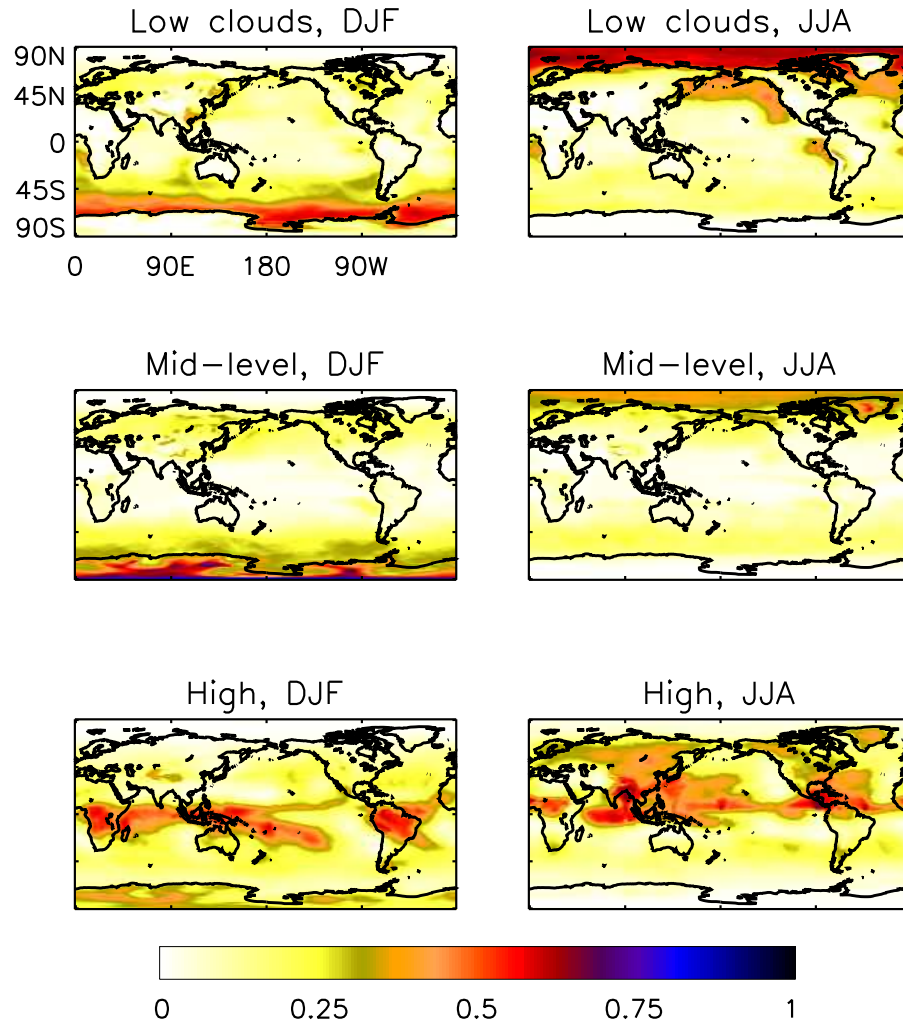 Low clouds, DJF
Low clouds, JJA
90N
45N
0
45S
90S
0 90E 180 90W
Mid-level, DJF
Mid-level, JJA
High, DJF
High, JJA
0 0.25 0.5 0.75 1